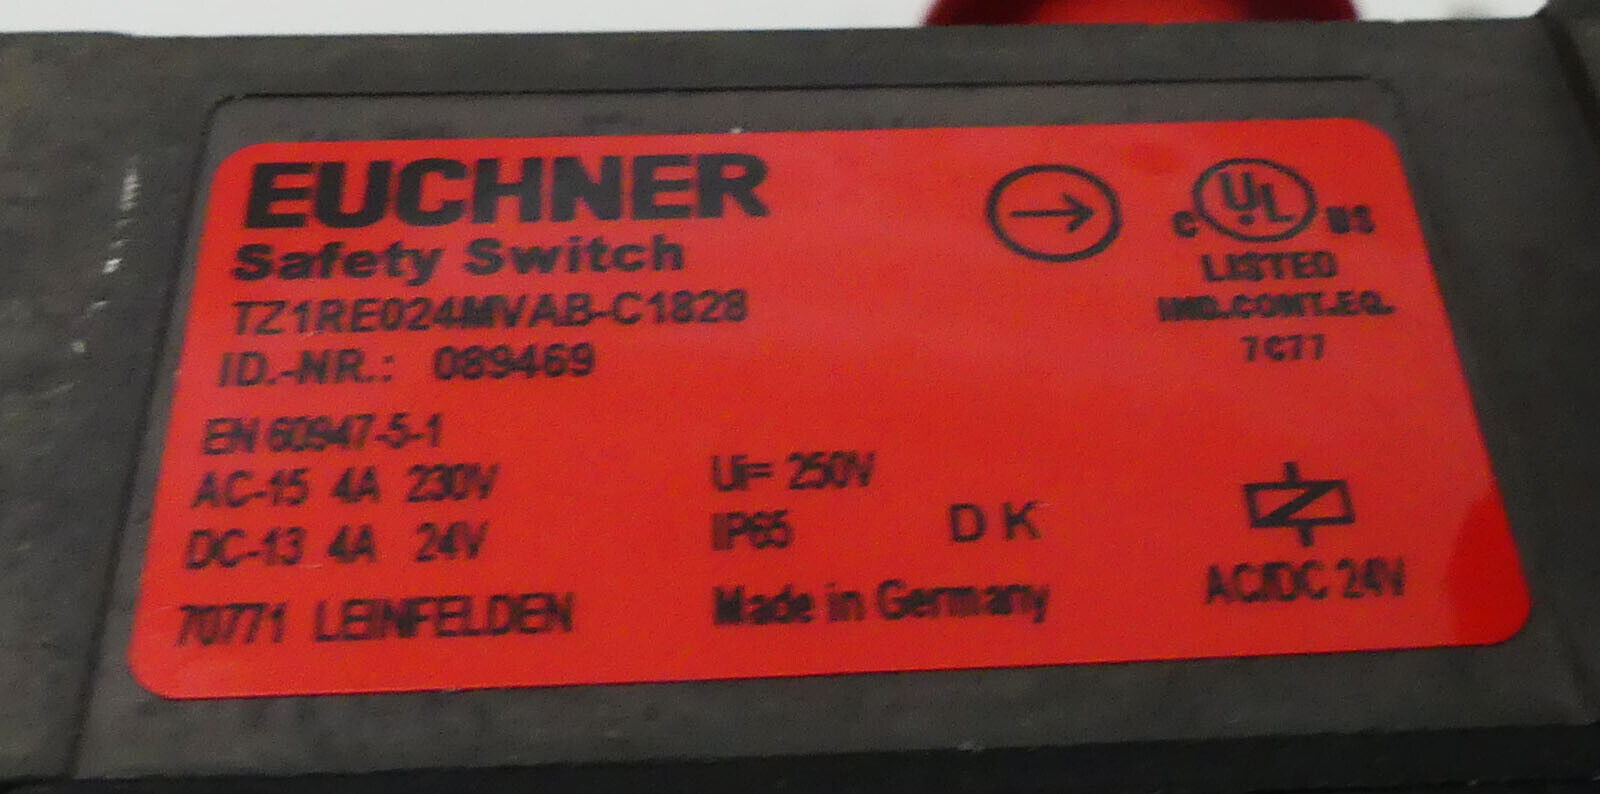 EUCHNER
Safety Switch
TZ1RE024MVAB-C1828
ID.-NR.: 089469
C UL US
LISTED
IND.CONT.EQ.
7C77
EN 60947-5-1
AC-15 4A 230V
DC-13 4A 24V
Ui= 250V
IP65 DK
AC/DC 24V
70771 LEINFELDEN
Made in Germany